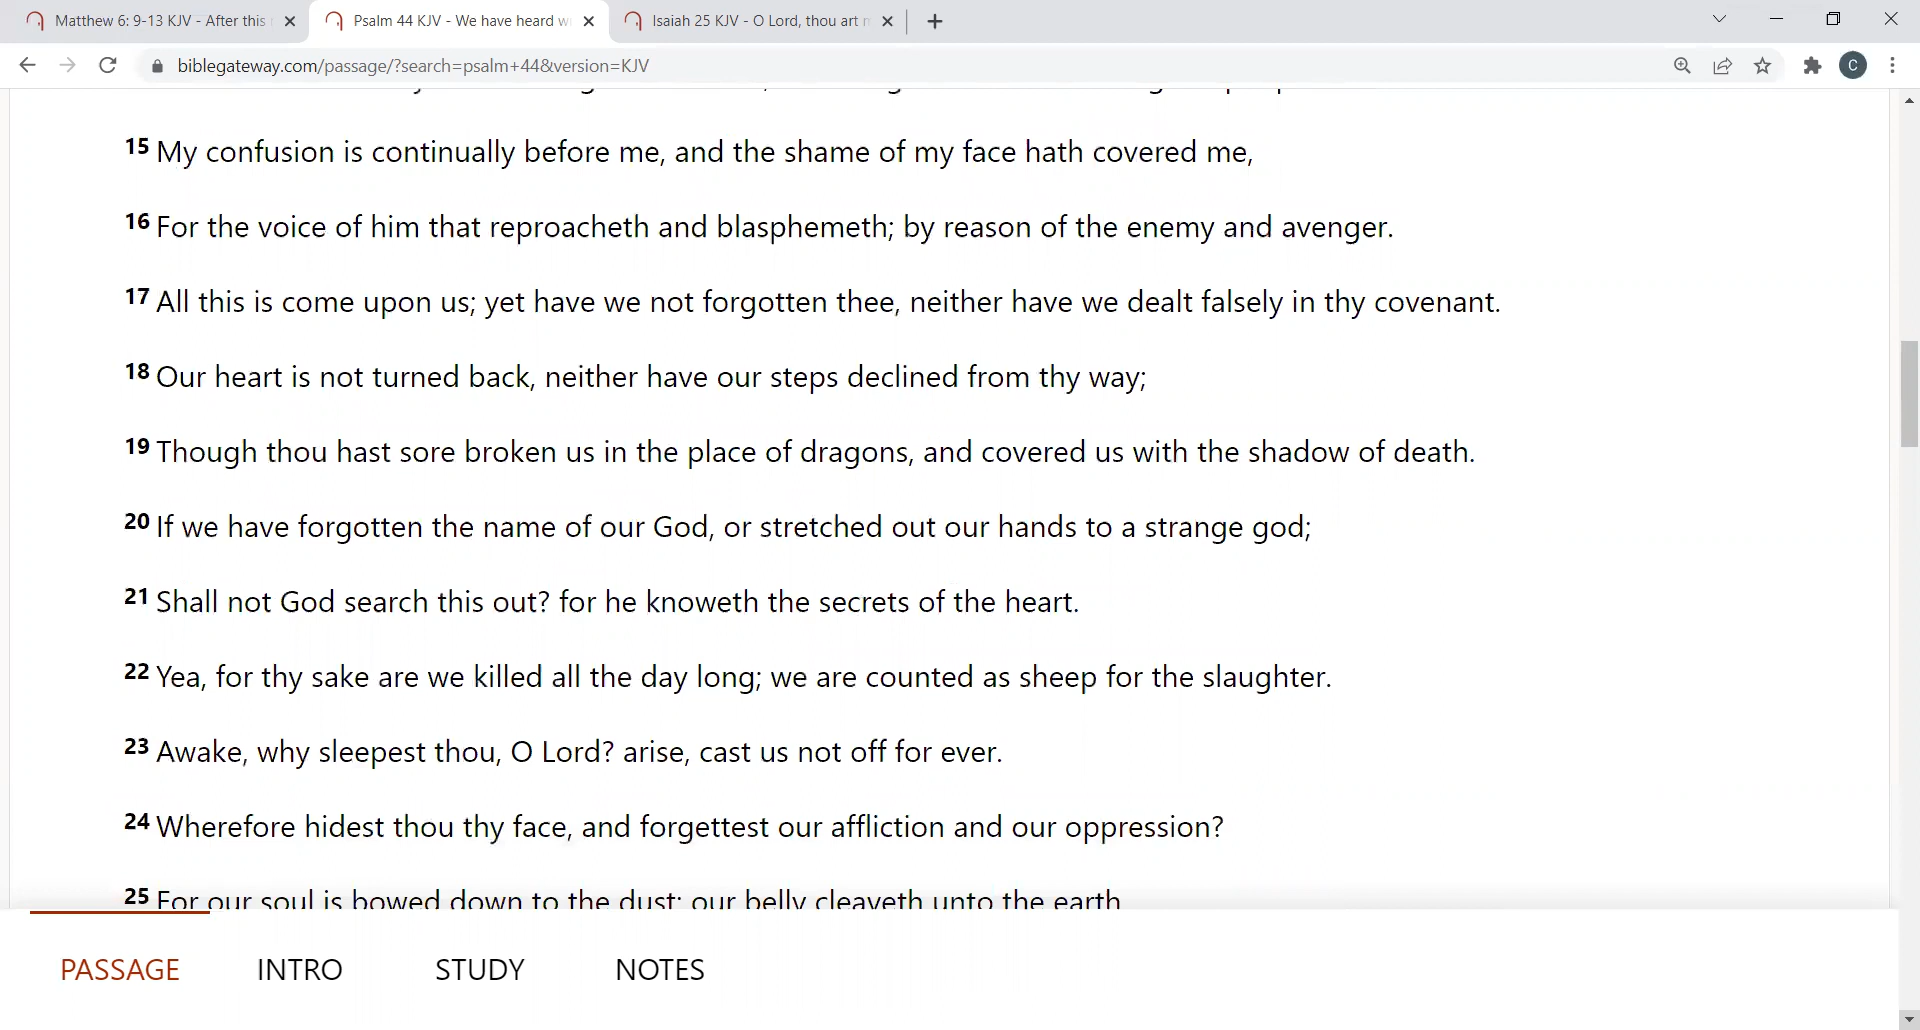 Matthew 6: 9-13 KJV - After this
Psalm 44 KJV - We have heard w
Isaiah 25 KJV - O Lord, thou art
biblegateway.com/passage/?search=psalm+44&version=KJV
C
15 My confusion is continually before me, and the shame of my face hath covered me,
16 For the voice of him that reproacheth and blasphemeth; by reason of the enemy and avenger.
17 All this is come upon us; yet have we not forgotten thee, neither have we dealt falsely in thy covenant.
18 Our heart is not turned back, neither have our steps declined from thy way;
19 Though thou hast sore broken us in the place of dragons, and covered us with the shadow of death.
20 If we have forgotten the name of our God, or stretched out our hands to a strange god;
21 Shall not God search this out? for he knoweth the secrets of the heart.
22 Yea, for thy sake are we killed all the day long; we are counted as sheep for the slaughter.
23 Awake, why sleepest thou, O Lord? arise, cast us not off for ever.
24 Wherefore hidest thou thy face, and forgettest our affliction and our oppression?
25 For our soul is bowed down to the dust: our belly cleaveth unto the earth
PASSAGE INTRO STUDY NOTES